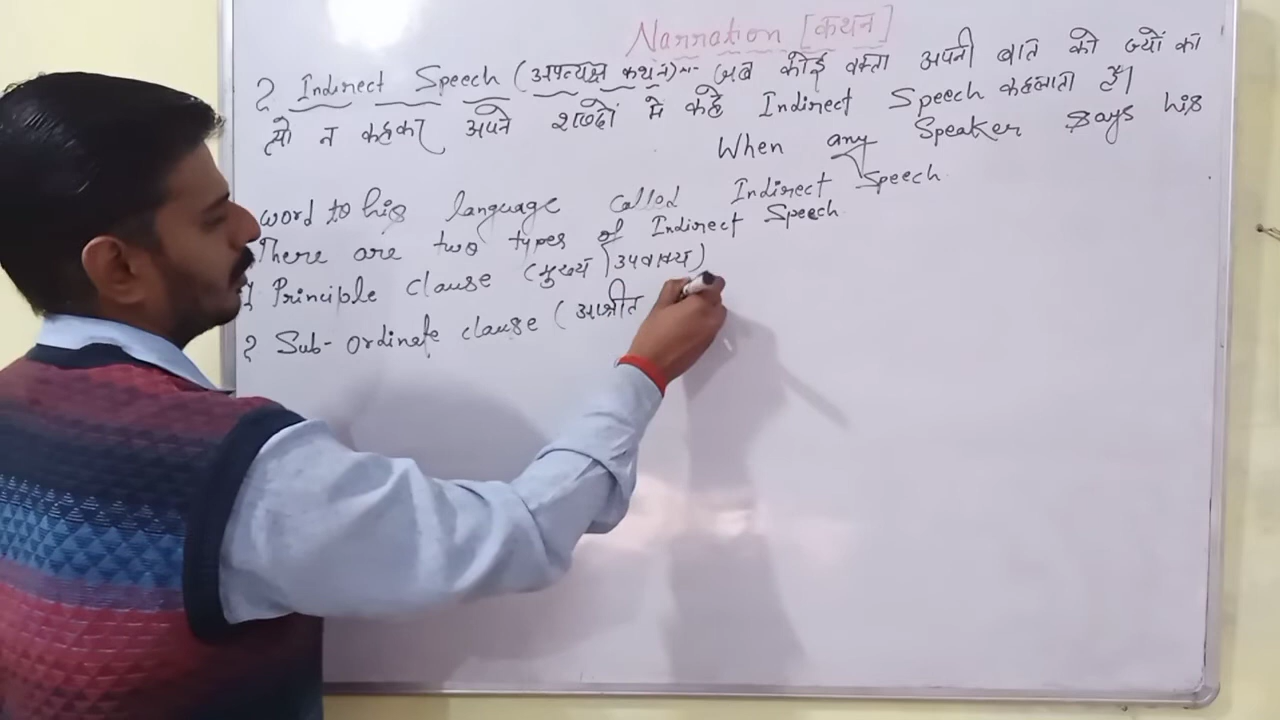 Narration [कथन]
2 Indirect Speech (अपत्यक्ष कथन)~- जब कोई वक्ता अपनी बात को ज्यों का
त्यो न कहकर अपने शब्दों मे कहे Indirect Speech कहलाता है।
When any Speaker says his
word to his language called Indirect Speech
There are two types of Indirect Speech
1 Principle clause (मुख्य उपवाक्य)
2 Sub-ordinate clause (आश्रीत